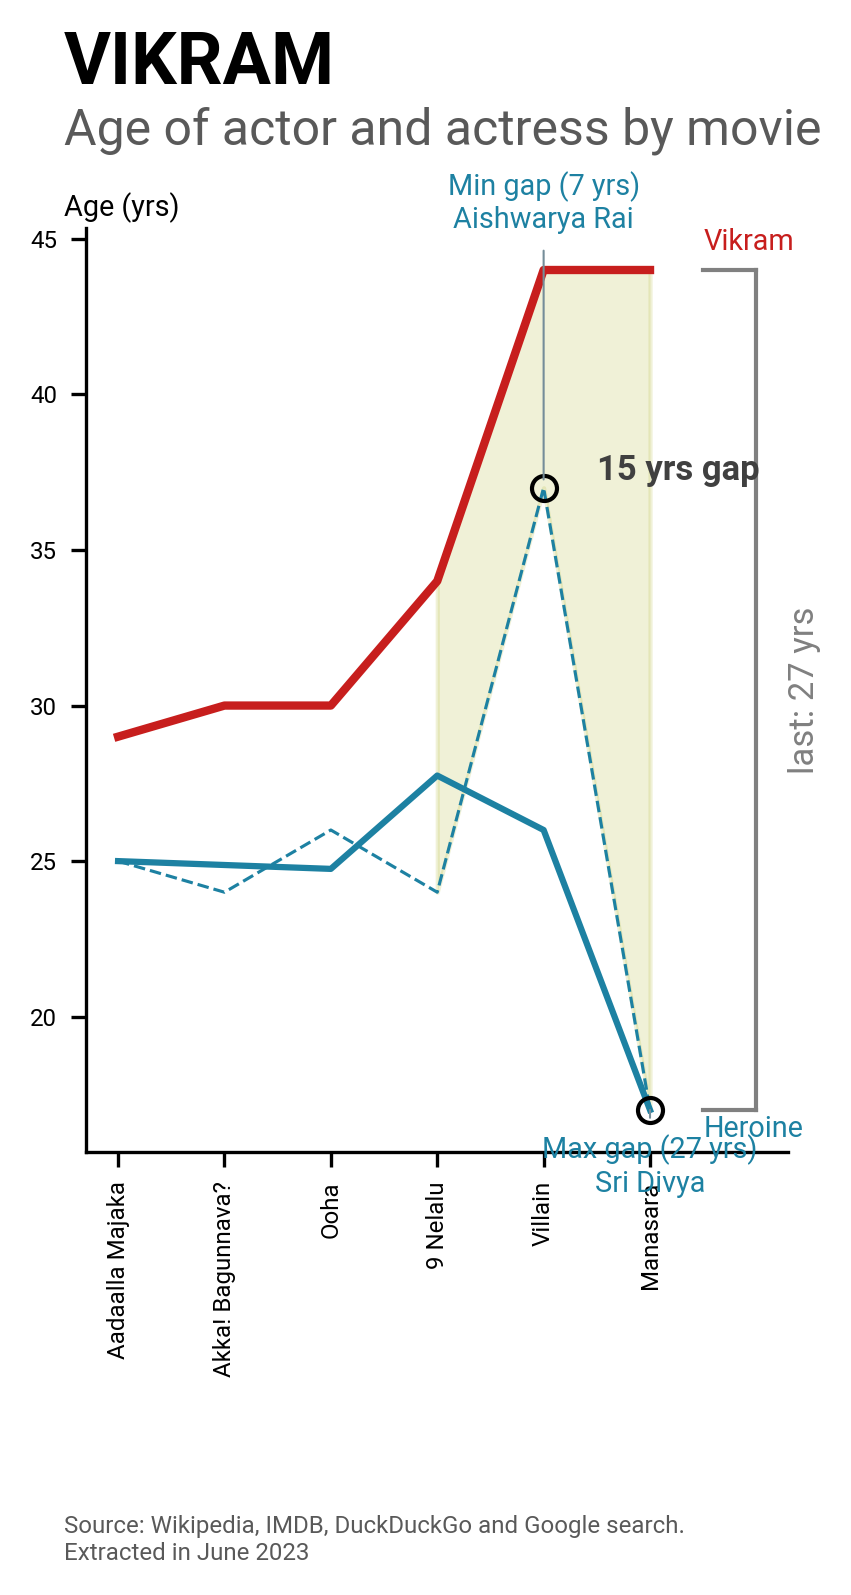 VIKRAM
Age of actor and actress by movie
Min gap (7 yrs)
Aishwarya Rai
Age (yrs)
Vikram
45
40
15 yrs gap
35
last: 27 yrs
30
25
20
Heroine
Max gap (27 yrs)
Sri Divya
Aadaalla Majaka
Akka! Bagunnava?
Ooha
9 Nelalu
Villain
Manasara
Source: Wikipedia, IMDB, DuckDuckGo and Google search.
Extracted in June 2023